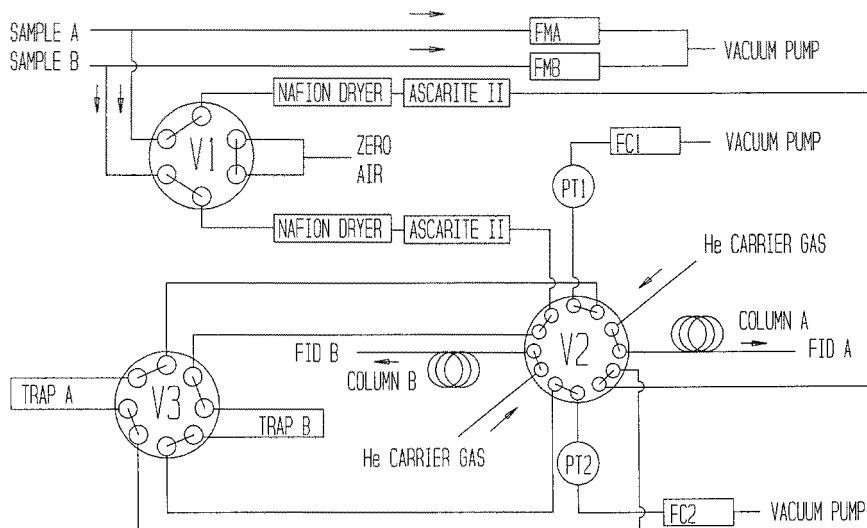 SAMPLE A
FMA
SAMPLE B
FMB
VACUUM PUMP
NAFION DRYER
ASCARITE II
V1
ZERO
AIR
FC1
VACUUM PUMP
PT1
NAFION DRYER
ASCARITE II
He CARRIER GAS
COLUMN A
FID B
V2
FID A
COLUMN B
TRAP A
V3
TRAP B
He CARRIER GAS
PT2
FC2
VACUUM PUMP